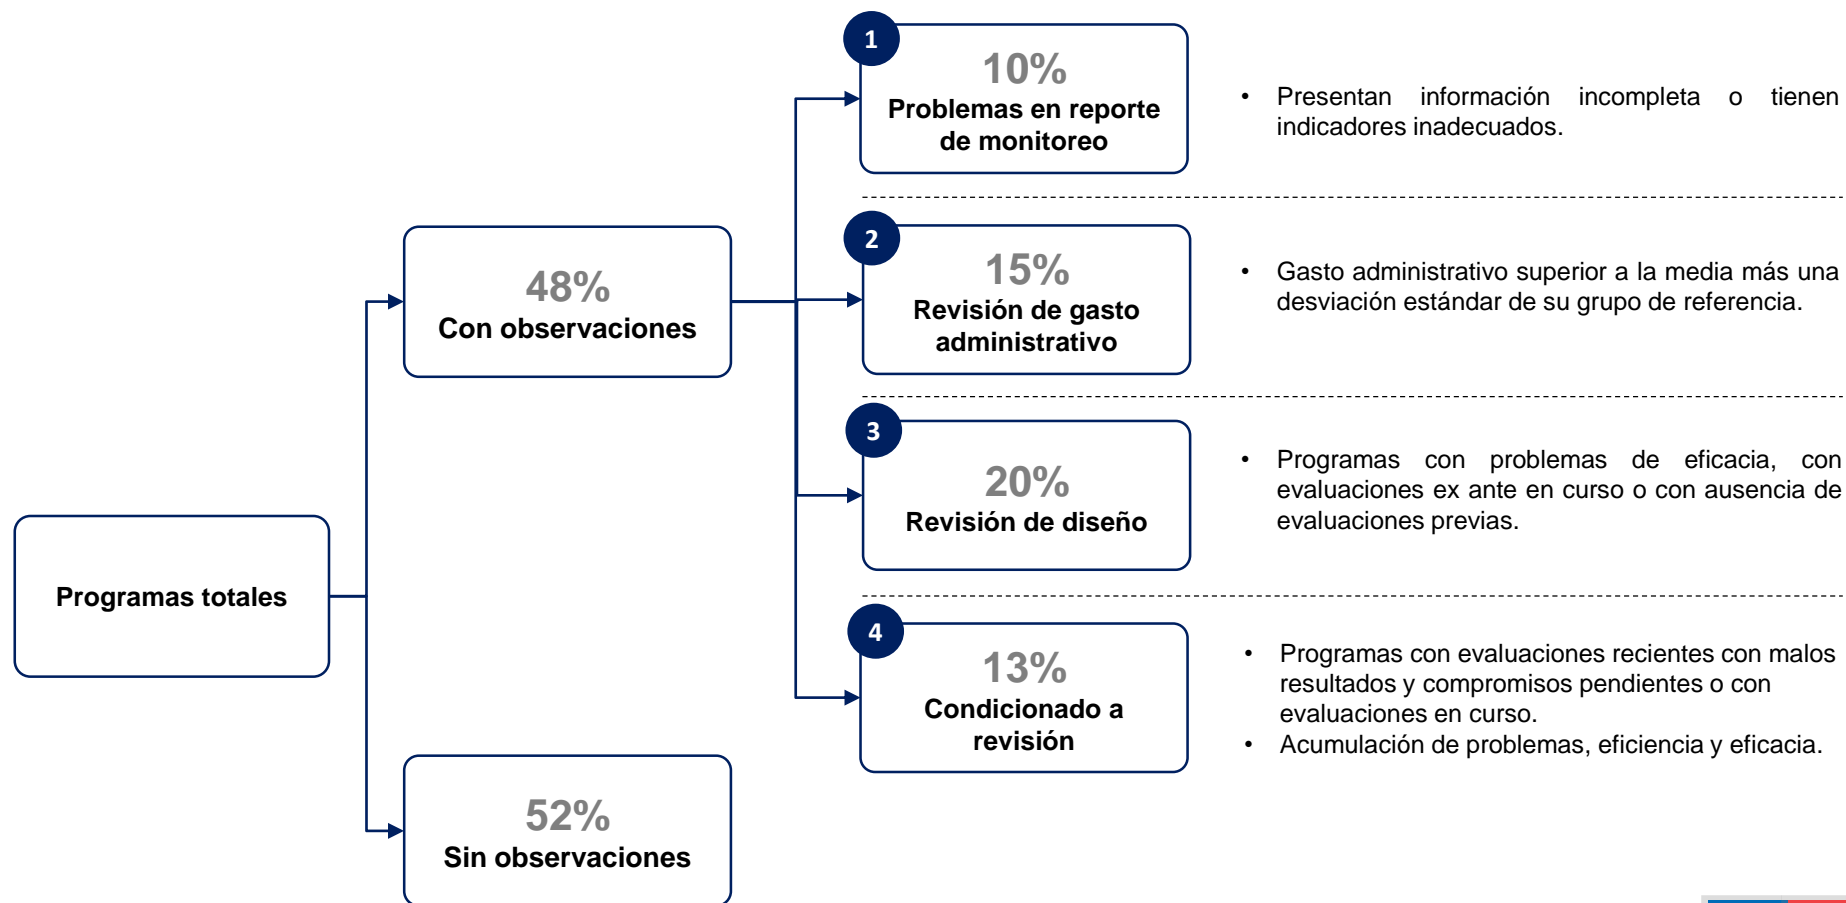 Programas totales
48%
Con observaciones
52%
Sin observaciones
1
10%
Problemas en reporte
de monitoreo
• Presentan información incompleta o tienen
indicadores inadecuados.
2
15%
Revisión de gasto
administrativo
• Gasto administrativo superior a la media más una
desviación estándar de su grupo de referencia.
3
20%
Revisión de diseño
• Programas con problemas de eficacia, con
evaluaciones ex ante en curso o con ausencia de
evaluaciones previas.
4
13%
Condicionado a
revisión
• Programas con evaluaciones recientes con malos
resultados y compromisos pendientes o con
evaluaciones en curso.
• Acumulación de problemas, eficiencia y eficacia.